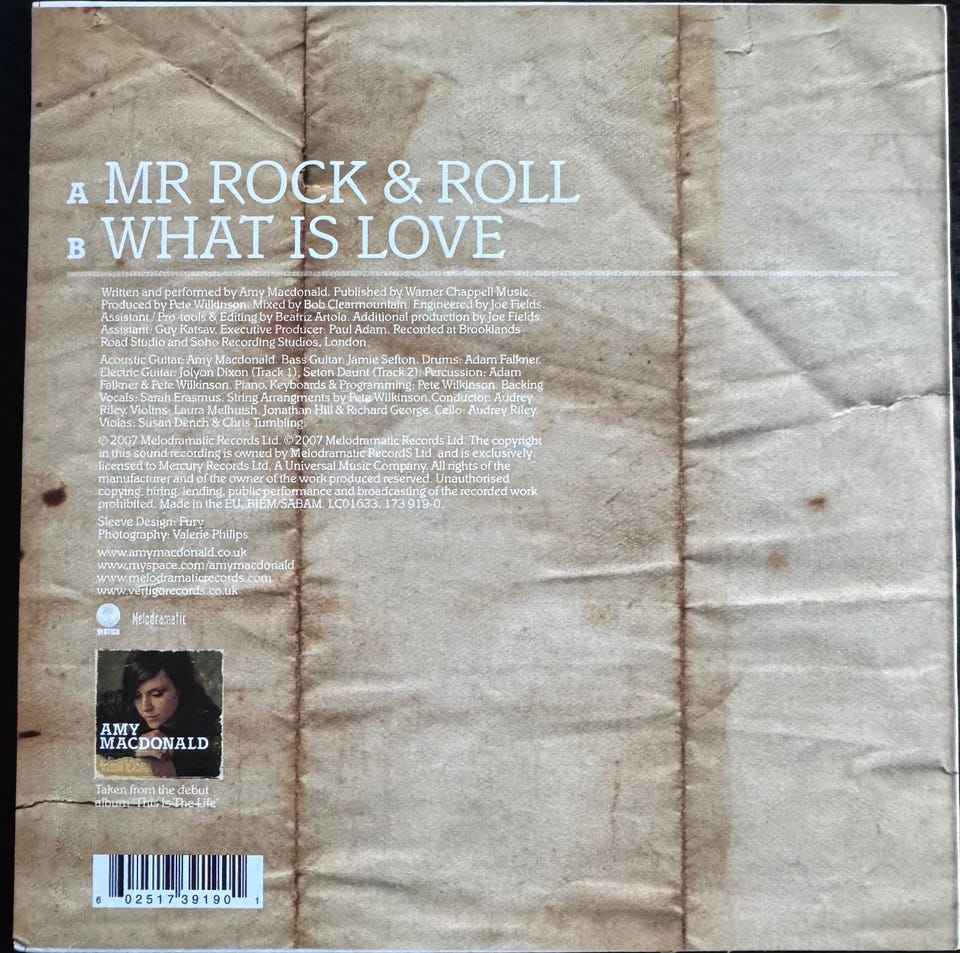 A MR ROCK & ROLL
B WHAT IS LOVE
Written and performed by Amy Macdonald. Published by Warner Chappell Music.
Produced by Pete Wilkinson. Mixed by Bob Clearmountain. Engineered by Joe Fields.
Assistant / Pro-tools & Editing by Beatriz Artola. Additional production by Joe Fields.
Assistant: Guy Katsav. Executive Producer: Paul Adam. Recorded at Brooklands
Road Studio and Soho Recording Studios, London.
Acoustic Guitar: Amy Macdonald. Bass Guitar: Jamie Sefton. Drums: Adam Falkner.
Electric Guitar: Jolyon Dixon (Track 1), Seton Daunt (Track 2). Percussion: Adam
Falkner & Pete Wilkinson. Piano, Keyboards & Programming: Pete Wilkinson. Backing
Vocals: Sarah Erasmus. String Arrangements by Pete Wilkinson. Conductor: Audrey
Riley. Violins: Laura Melhuish, Jonathan Hill & Richard George. Cello: Audrey Riley.
Violas: Susan Dench & Chris Tumbling.
℗ 2007 Melodramatic Records Ltd. © 2007 Melodramatic Records Ltd. The copyright
in this sound recording is owned by Melodramatic RecordS Ltd and is exclusively
licensed to Mercury Records Ltd, A Universal Music Company. All rights of the
manufacturer and of the owner of the work produced reserved. Unauthorised
copying, hiring, lending, public performance and broadcasting of the recorded work
prohibited. Made in the EU. BIEM/SABAM. LC01633. 173 919-0.
Sleeve Design: Fury
Photography: Valerie Philips
www.amymacdonald.co.uk
www.myspace.com/amymacdonald
www.melodramaticrecords.com
www.vertigorecords.co.uk
Melodramatic
AMY
MACDONALD
Taken from the debut
album 'This Is The Life'
6 02517 39190 1